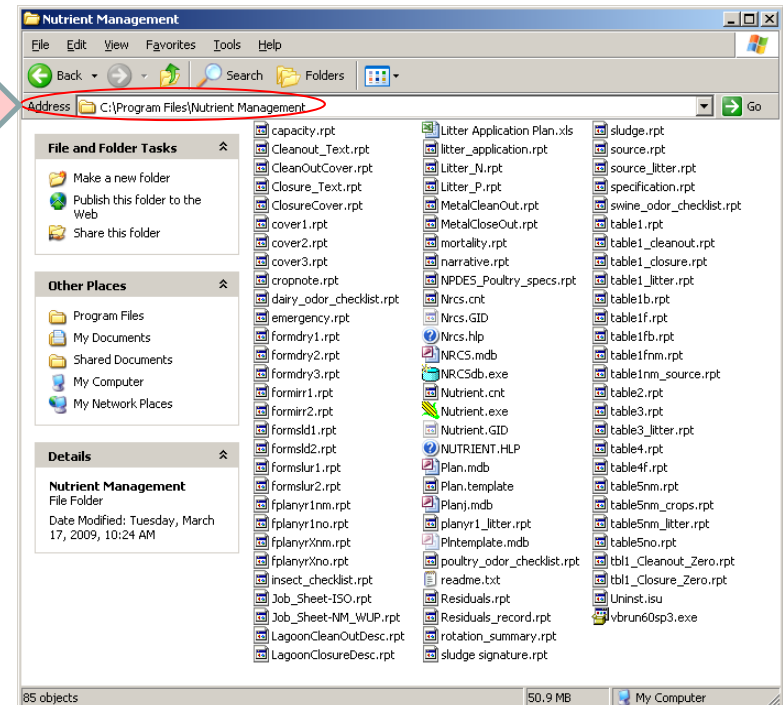 Nutrient Management
File Edit View Favorites Tools Help
Back Search Folders
Address C:\Program Files\Nutrient Management Go
File and Folder Tasks
Make a new folder
Publish this folder to the
Web
Share this folder
Other Places
Program Files
My Documents
Shared Documents
My Computer
My Network Places
Details
Nutrient Management
File Folder
Date Modified: Tuesday, March
17, 2009, 10:24 AM
capacity.rpt
Cleanout_Text.rpt
CleanOutCover.rpt
Closure_Text.rpt
ClosureCover.rpt
cover1.rpt
cover2.rpt
cover3.rpt
cropnote.rpt
dairy_odor_checklist.rpt
emergency.rpt
formdry1.rpt
formdry2.rpt
formdry3.rpt
formirr1.rpt
formirr2.rpt
formsld1.rpt
formsld2.rpt
formslur1.rpt
formslur2.rpt
fplanyr1nm.rpt
fplanyr1no.rpt
fplanyrXnm.rpt
fplanyrXno.rpt
insect_checklist.rpt
Job_Sheet-ISO.rpt
Job_Sheet-NM_WUP.rpt
LagoonCleanOutDesc.rpt
LagoonClosureDesc.rpt
Litter Application Plan.xls
litter_application.rpt
Litter_N.rpt
Litter_P.rpt
MetalCleanOut.rpt
MetalCloseOut.rpt
mortality.rpt
narrative.rpt
NPDES_Poultry_specs.rpt
Nrcs.cnt
Nrcs.GID
Nrcs.hlp
NRCS.mdb
NRCSdb.exe
Nutrient.cnt
Nutrient.exe
Nutrient.GID
NUTRIENT.HLP
Plan.mdb
Plan.template
Planj.mdb
planyr1_litter.rpt
Plntemplate.mdb
poultry_odor_checklist.rpt
readme.txt
Residuals.rpt
Residuals_record.rpt
rotation_summary.rpt
sludge signature.rpt
sludge.rpt
source.rpt
source_litter.rpt
specification.rpt
swine_odor_checklist.rpt
table1.rpt
table1_cleanout.rpt
table1_closure.rpt
table1_litter.rpt
table1b.rpt
table1f.rpt
table1fb.rpt
table1fnm.rpt
table1nm_source.rpt
table2.rpt
table3.rpt
table3_litter.rpt
table4.rpt
table4f.rpt
table5nm.rpt
table5nm_crops.rpt
table5nm_litter.rpt
table5no.rpt
tbl1_Cleanout_Zero.rpt
tbl1_Closure_Zero.rpt
Uninst.isu
vbrun60sp3.exe
85 objects 50.9 MB My Computer